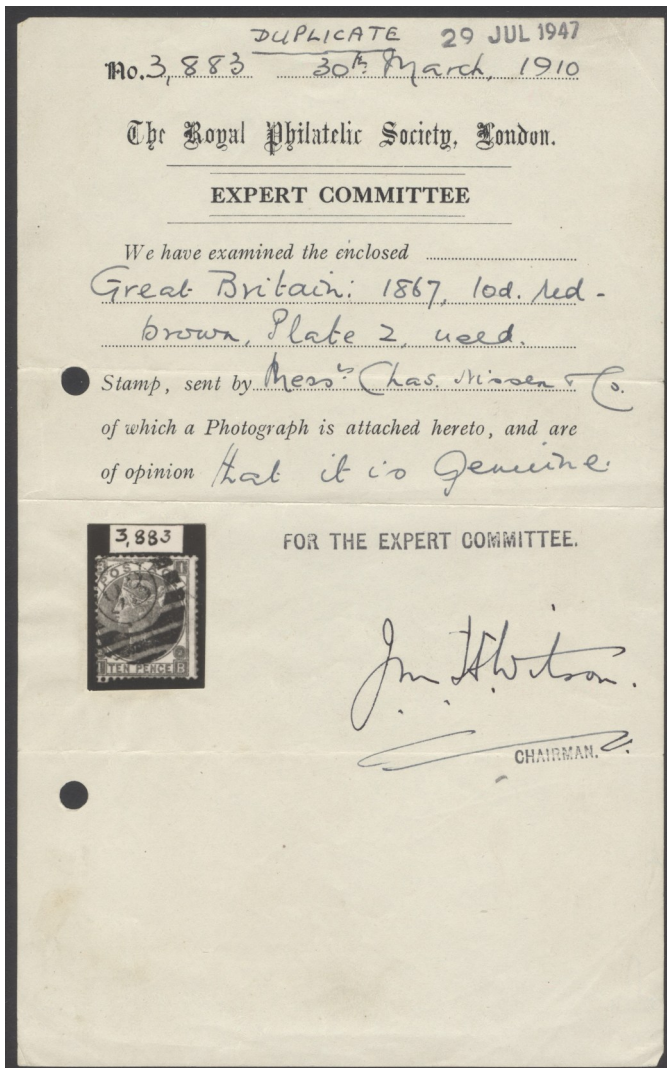 DUPLICATE 29 JUL 1947
No. 3,883 30th March, 1910
The Royal Philatelic Society, London.
EXPERT COMMITTEE
We have examined the enclosed
Great Britain: 1867, 10d. red-
brown, Plate 2, used.
Stamp, sent by Messrs Chas. Nissen & Co.
of which a Photograph is attached hereto, and are
of opinion that it is Genuine.
3,883
FOR THE EXPERT COMMITTEE.
POSTAGE
TEN PENCE
Jn H Wilson.
CHAIRMAN.